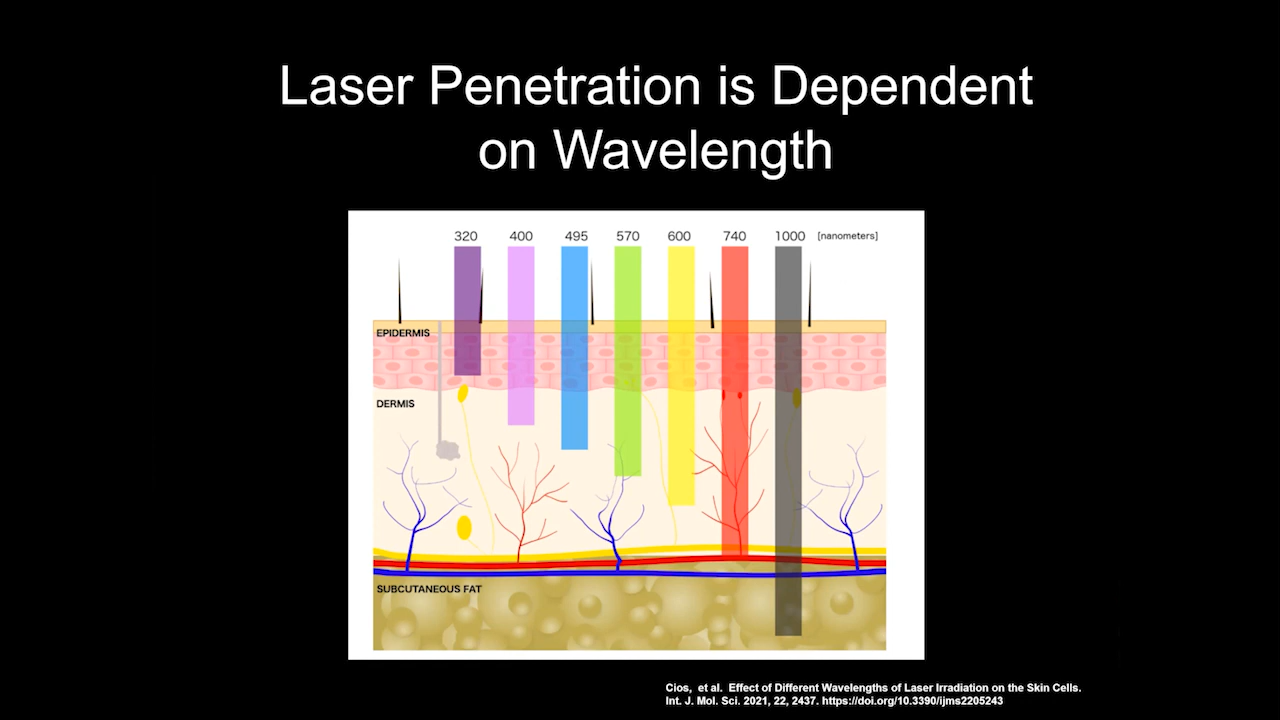 Laser Penetration is Dependent
on Wavelength
320 400 495 570 600 740 1000 [nanometers]
EPIDERMIS
DERMIS
SUBCUTANEOUS FAT
Cios, et al. Effect of Different Wavelengths of Laser Irradiation on the Skin Cells.
Int. J. Mol. Sci. 2021, 22, 2437. https://doi.org/10.3390/ijms2205243